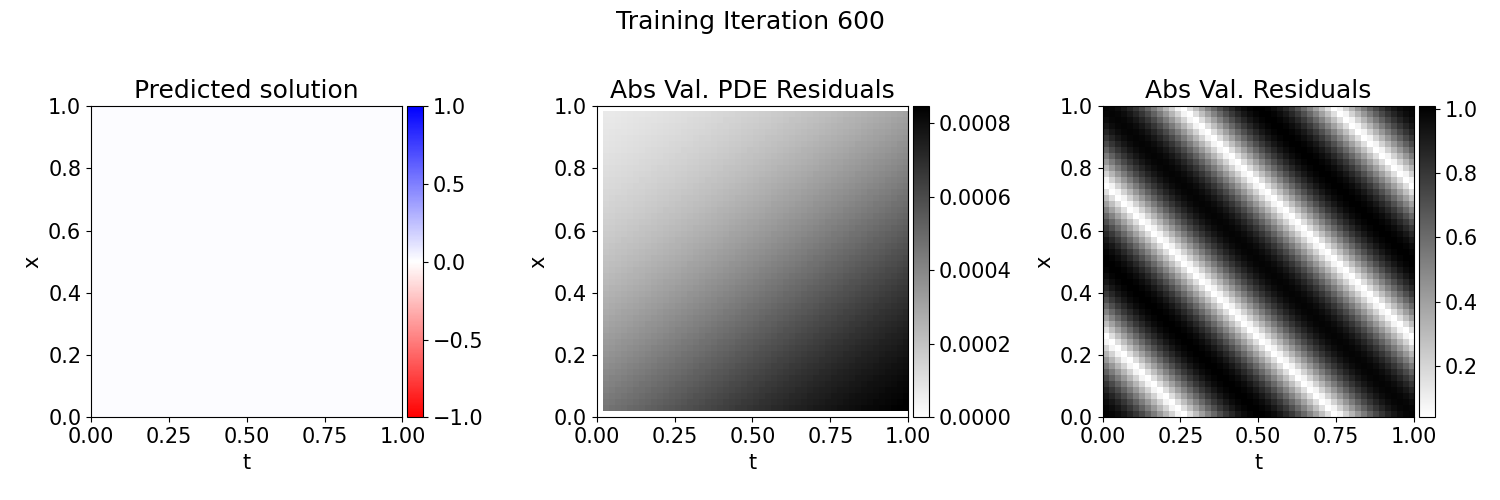 Training Iteration 600
Predicted solution
Abs Val. PDE Residuals
Abs Val. Residuals
1.0
0.8
0.6
0.4
0.2
0.0
x
0.00 0.25 0.50 0.75 1.00
t
1.0
0.5
0.0
−0.5
−1.0
1.0
0.8
0.6
0.4
0.2
0.0
x
0.00 0.25 0.50 0.75 1.00
t
0.0008
0.0006
0.0004
0.0002
0.0000
1.0
0.8
0.6
0.4
0.2
0.0
x
0.00 0.25 0.50 0.75 1.00
t
1.0
0.8
0.6
0.4
0.2